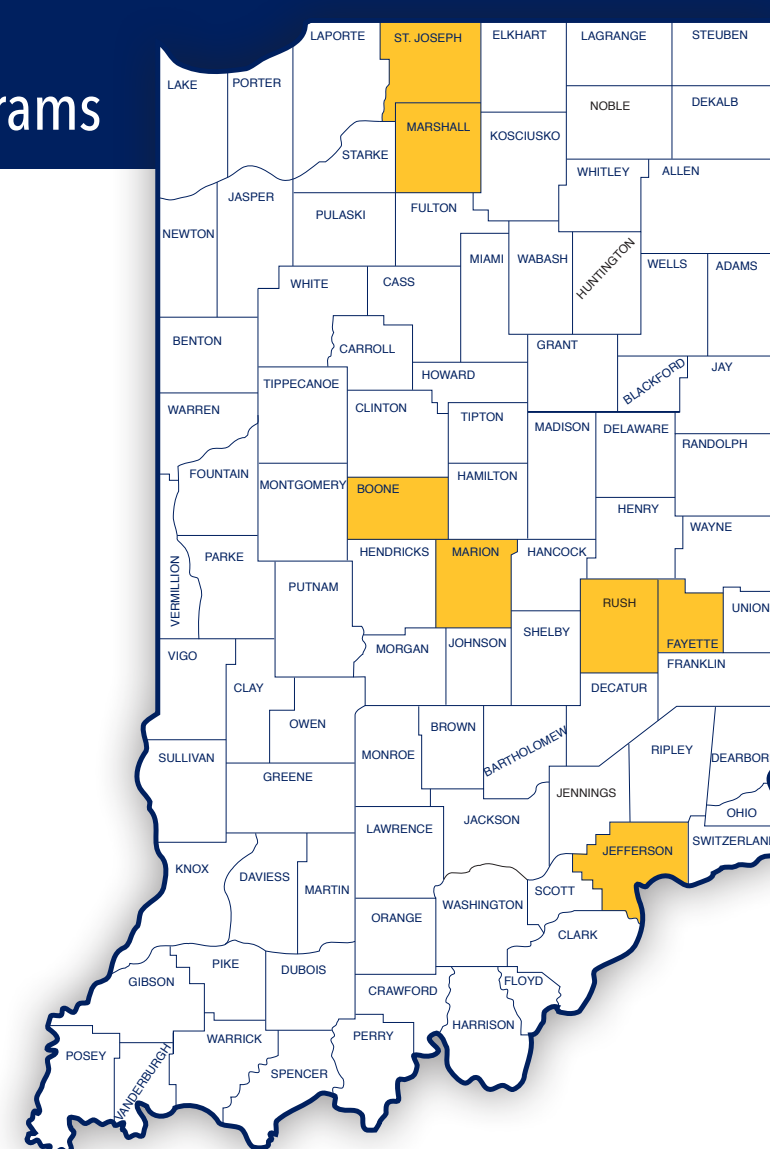 rams
LAPORTE
ST. JOSEPH
ELKHART
LAGRANGE
STEUBEN
LAKE
PORTER
NOBLE
DEKALB
MARSHALL
KOSCIUSKO
STARKE
WHITLEY
ALLEN
JASPER
PULASKI
FULTON
NEWTON
MIAMI
WABASH
HUNTINGTON
WELLS
ADAMS
WHITE
CASS
BENTON
CARROLL
GRANT
HOWARD
BLACKFORD
JAY
TIPPECANOE
WARREN
CLINTON
TIPTON
MADISON
DELAWARE
RANDOLPH
FOUNTAIN
MONTGOMERY
BOONE
HAMILTON
HENRY
WAYNE
VERMILLION
PARKE
HENDRICKS
MARION
HANCOCK
PUTNAM
RUSH
UNION
SHELBY
FAYETTE
VIGO
MORGAN
JOHNSON
FRANKLIN
CLAY
DECATUR
OWEN
BROWN
BARTHOLOMEW
RIPLEY
SULLIVAN
MONROE
DEARBOR
GREENE
JENNINGS
OHIO
LAWRENCE
JACKSON
SWITZERLAN
JEFFERSON
KNOX
DAVIESS
MARTIN
SCOTT
WASHINGTON
ORANGE
CLARK
PIKE
DUBOIS
GIBSON
FLOYD
CRAWFORD
HARRISON
POSEY
VANDERBURGH
WARRICK
PERRY
SPENCER